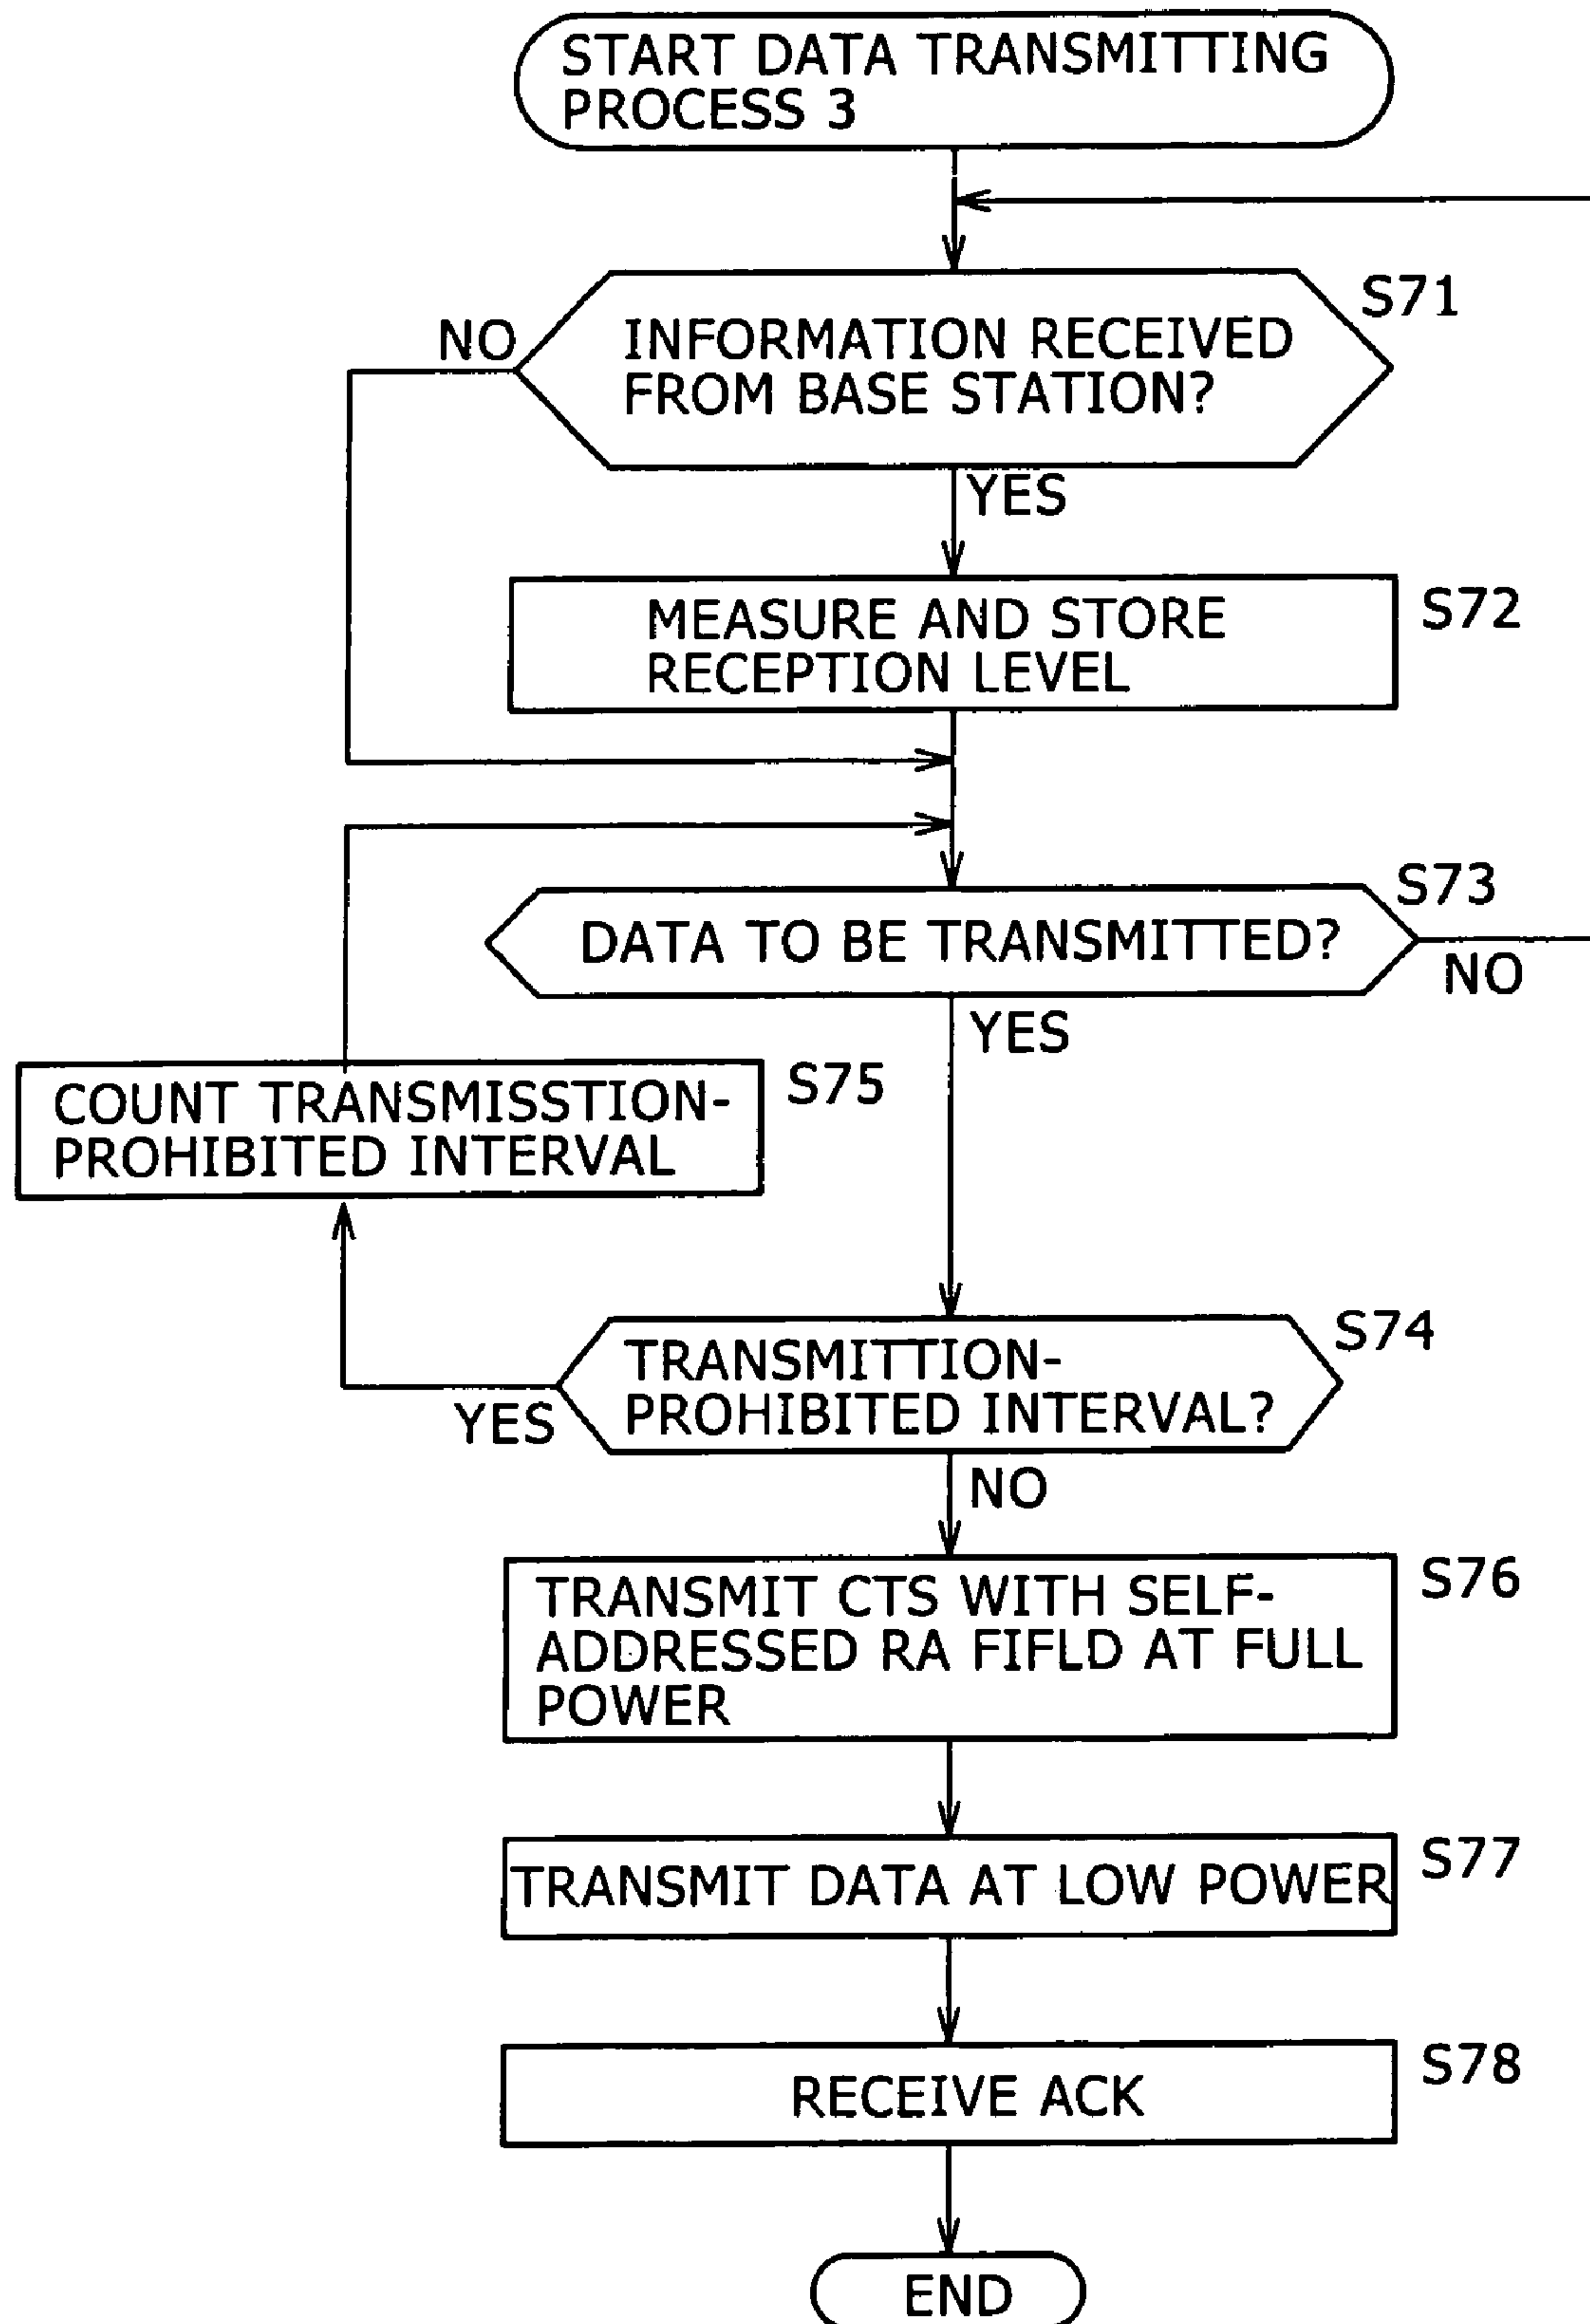 START DATA TRANSMITTING
PROCESS 3
S71
NO
INFORMATION RECEIVED
FROM BASE STATION?
YES
S72
MEASURE AND STORE
RECEPTION LEVEL
S73
DATA TO BE TRANSMITTED?
NO
YES
S75
COUNT TRANSMISSTION-
PROHIBITED INTERVAL
S74
TRANSMITTION-
PROHIBITED INTERVAL?
YES
NO
S76
TRANSMIT CTS WITH SELF-
ADDRESSED RA FIFLD AT FULL
POWER
S77
TRANSMIT DATA AT LOW POWER
S78
RECEIVE ACK
END